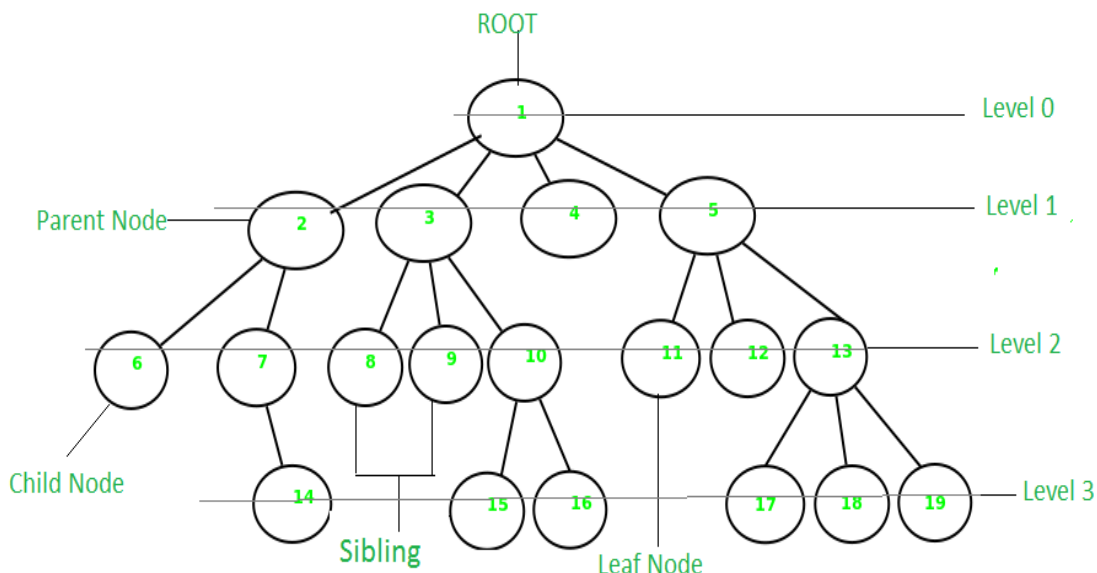 ROOT
1
Level 0
Parent Node
2
3
4
5
Level 1
6
7
8
9
10
11
12
13
Level 2
Child Node
14
15
16
17
18
19
Level 3
Sibling
Leaf Node